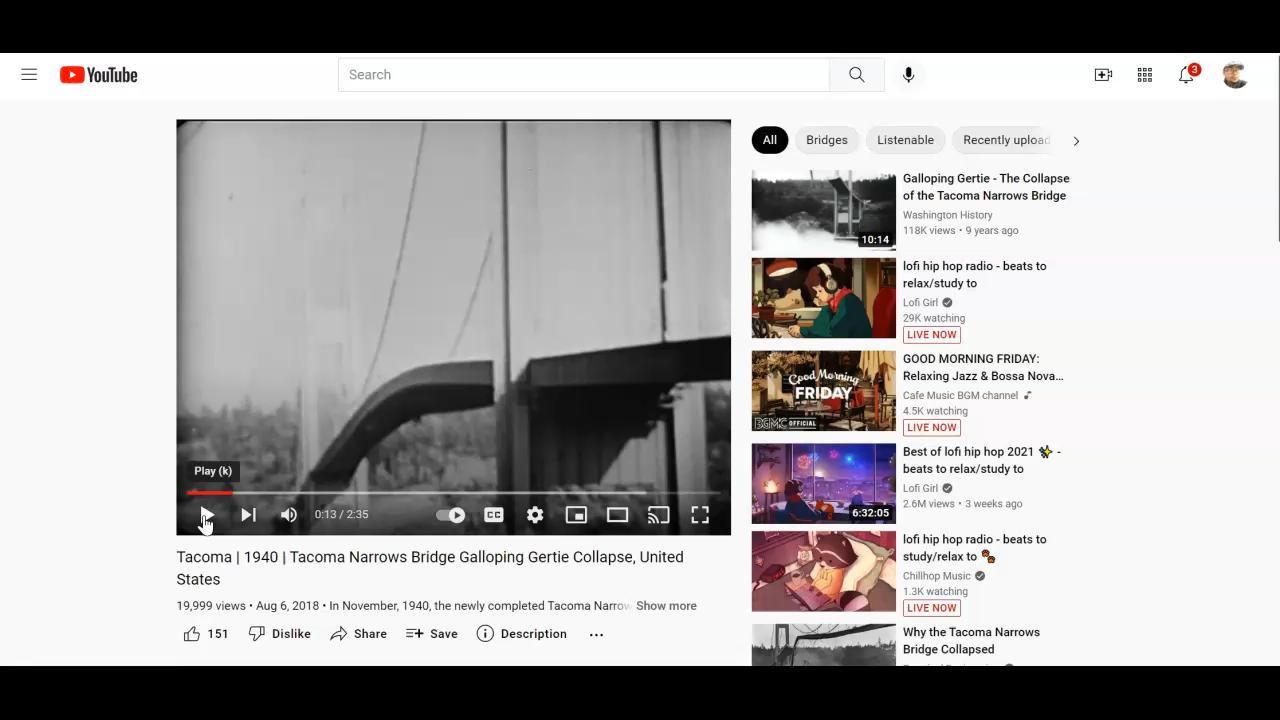 YouTube
Search
3
All
Bridges
Listenable
Recently upload
Play (k)
0:13 / 2:35
CC
Tacoma | 1940 | Tacoma Narrows Bridge Galloping Gertie Collapse, United
States
19,999 views • Aug 6, 2018 • In November, 1940, the newly completed Tacoma Narrow Show more
151
Dislike
Share
Save
Description
10:14
Galloping Gertie - The Collapse
of the Tacoma Narrows Bridge
Washington History
118K views • 9 years ago
lofi hip hop radio - beats to
relax/study to
Lofi Girl
29K watching
LIVE NOW
Good Morning
FRIDAY
BGMC OFFICIAL
GOOD MORNING FRIDAY:
Relaxing Jazz & Bossa Nova...
Cafe Music BGM channel
4.5K watching
LIVE NOW
6:32:05
Best of lofi hip hop 2021 ✨ -
beats to relax/study to
Lofi Girl
2.6M views • 3 weeks ago
lofi hip hop radio - beats to
study/relax to
Chillhop Music
1.3K watching
LIVE NOW
Why the Tacoma Narrows
Bridge Collapsed